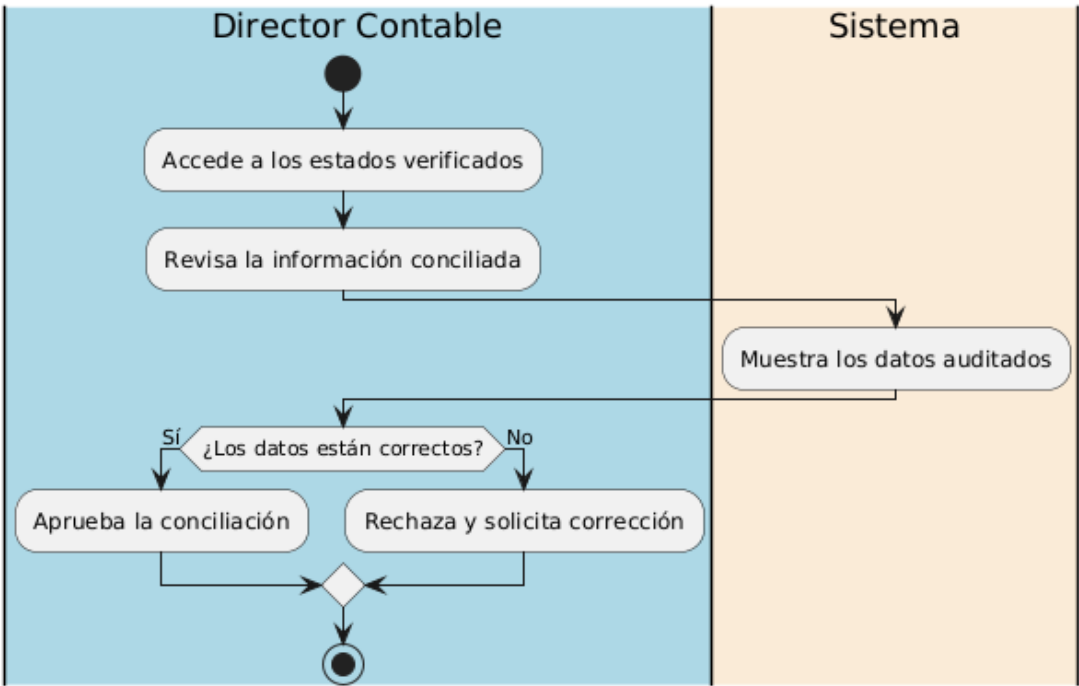 Director Contable
Sistema
Accede a los estados verificados
Revisa la información conciliada
Muestra los datos auditados
Sí
¿Los datos están correctos?
No
Aprueba la conciliación
Rechaza y solicita corrección